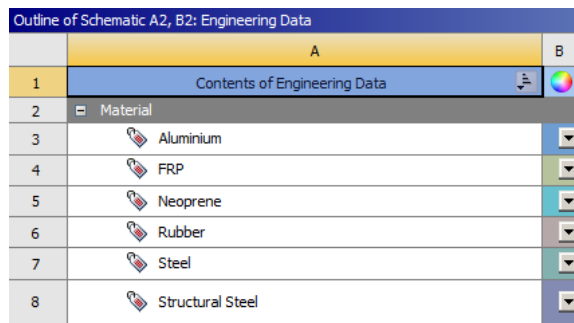 Outline of Schematic A2, B2: Engineering Data
A B
1 Contents of Engineering Data
2 Material
3 Aluminium
4 FRP
5 Neoprene
6 Rubber
7 Steel
8 Structural Steel